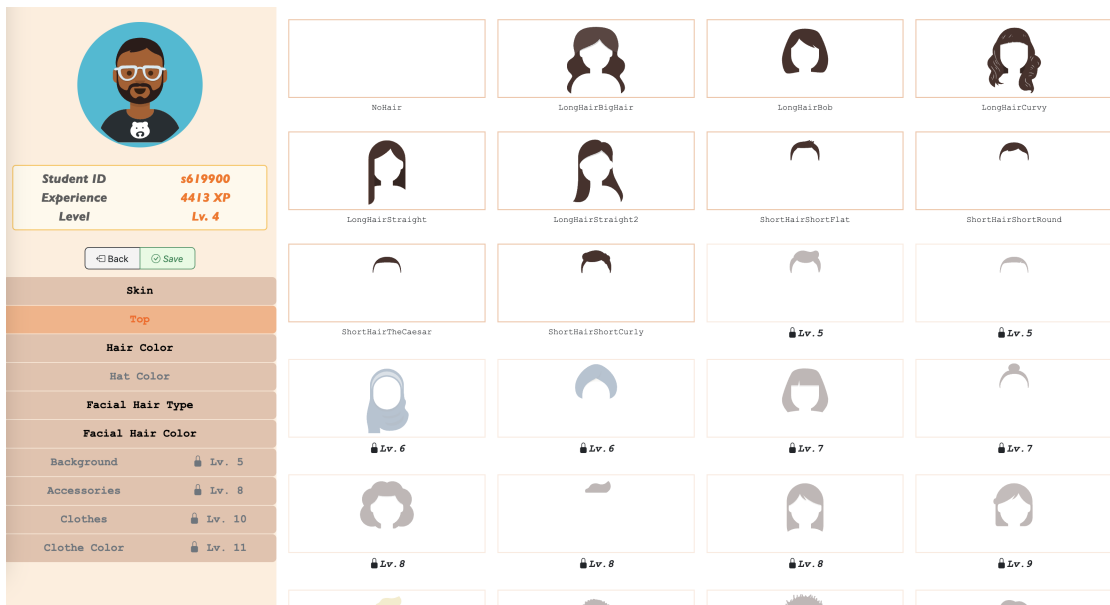 Student ID s619900
Experience 4413 XP
Level Lv. 4
Back Save
Skin
Top
Hair Color
Hat Color
Facial Hair Type
Facial Hair Color
Background Lv. 5
Accessories Lv. 8
Clothes Lv. 10
Clothe Color Lv. 11
NoHair LongHairBigHair LongHairBob LongHairCurvy
LongHairStraight LongHairStraight2 ShortHairShortFlat ShortHairShortRound
ShortHairTheCaesar ShortHairShortCurly Lv.5 Lv.5
Lv.6 Lv.6 Lv.7 Lv.7
Lv.8 Lv.8 Lv.8 Lv.9